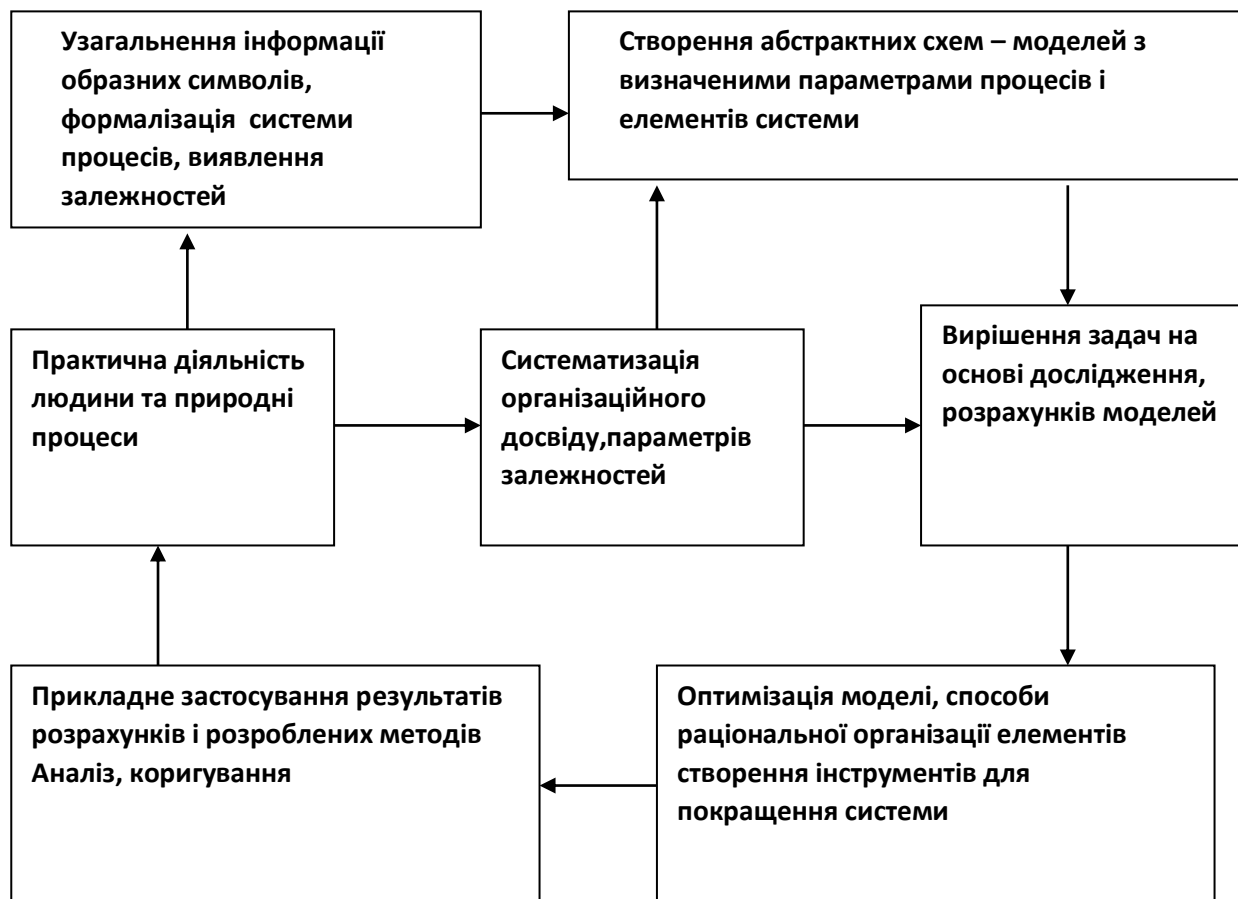 Узагальнення інформації
образних символів,
формалізація системи
процесів, виявлення
залежностей
Створення абстрактних схем – моделей з
визначеними параметрами процесів і
елементів системи
Практична діяльність
людини та природні
процеси
Систематизація
організаційного
досвіду,параметрів
залежностей
Вирішення задач на
основі дослідження,
розрахунків моделей
Прикладне застосування результатів
розрахунків і розроблених методів
Аналіз, коригування
Оптимізація моделі, способи
раціональної організації елементів
створення інструментів для
покращення системи